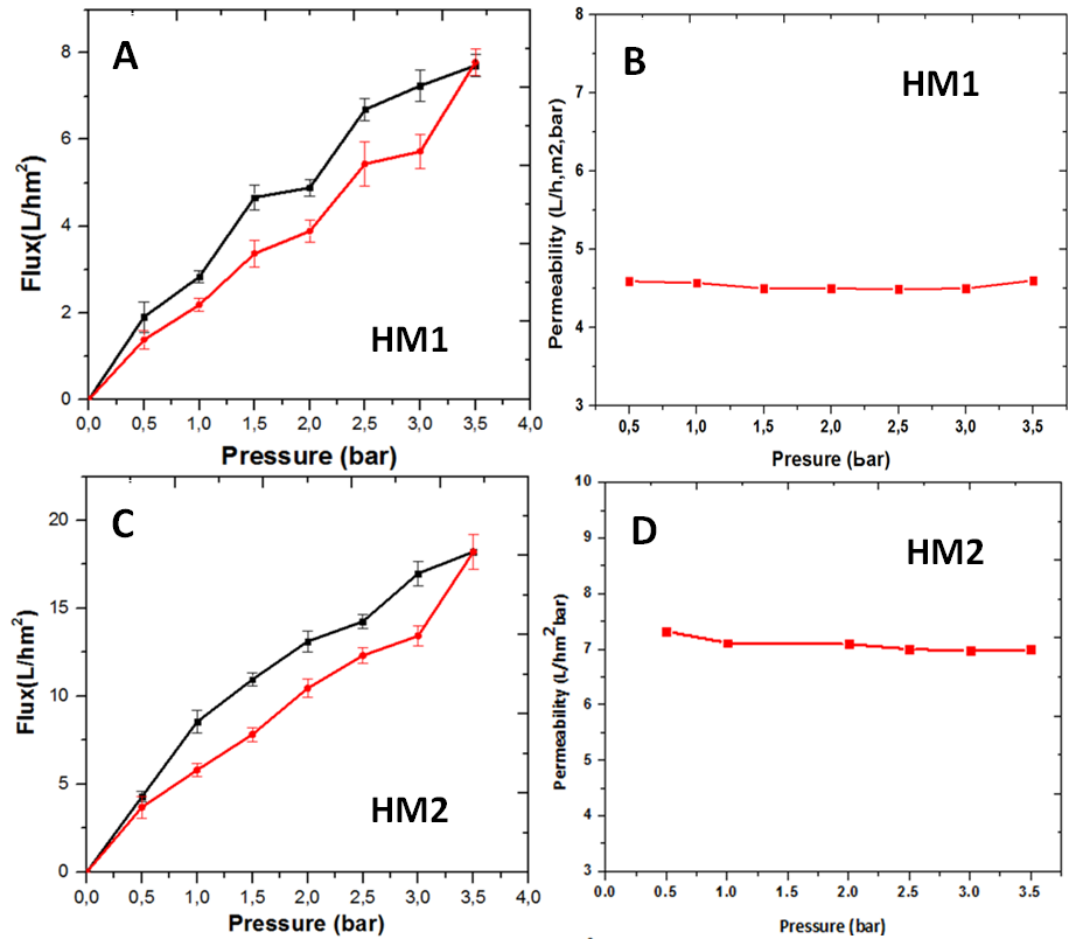 A
HM1
Flux(L/hm²)
8
6
4
2
0
0,0 0,5 1,0 1,5 2,0 2,5 3,0 3,5 4,0
Pressure (bar)
B
HM1
Permeability (L/h,m2,bar)
8
7
6
5
4
3
0,5 1,0 1,5 2,0 2,5 3,0 3,5
Presure (bar)
C
HM2
Flux(L/hm²)
20
15
10
5
0
0,0 0,5 1,0 1,5 2,0 2,5 3,0 3,5 4,0
Pressure (bar)
D
HM2
Permeability (L/hm²bar)
10
9
8
7
6
5
4
3
0.0 0.5 1.0 2.0 2.5 3.0 3.5
Pressure (bar)